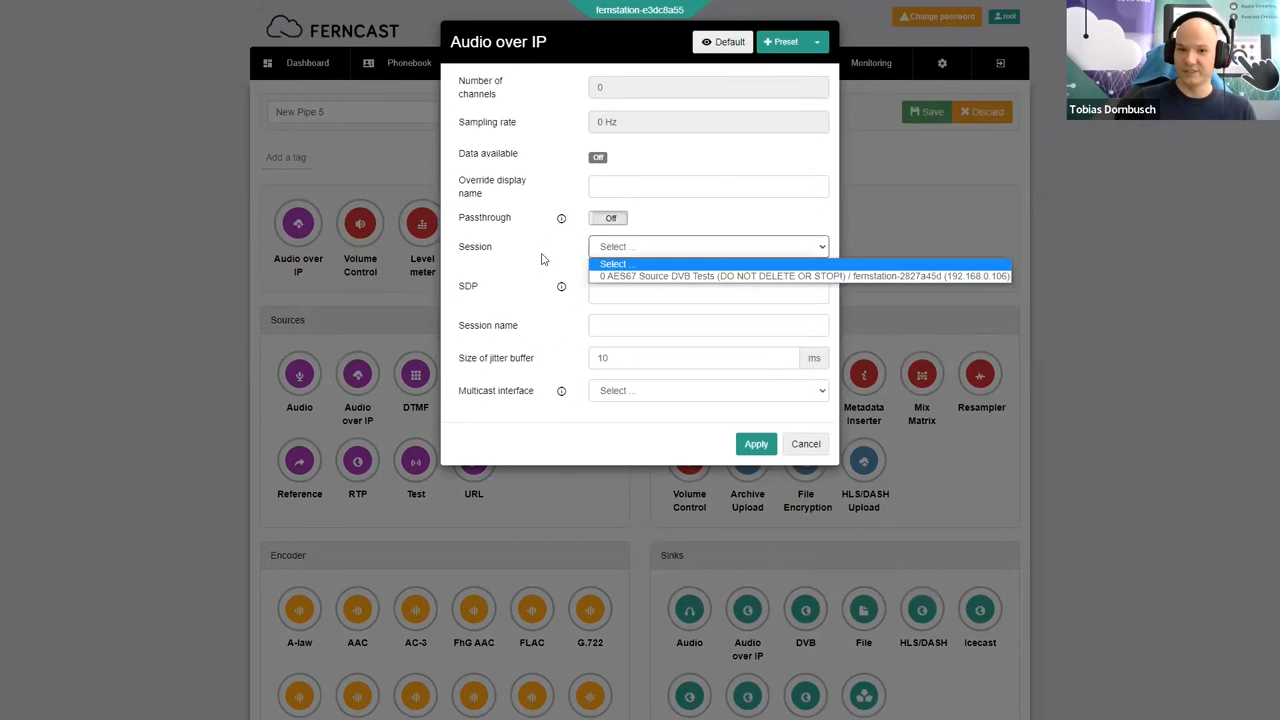 fernstation-e3dc8a55
FERNCAST
Change password
root
Audio over IP
Default
Preset
Dashboard
Phonebook
Monitoring
New Pipe 5
Save
Discard
Add a tag
Tobias Dornbusch
Number of
channels
0
Sampling rate
0 Hz
Data available
Off
Override display
name
Passthrough
Off
Session
Select ...
Select ...
0 AES67 Source DVB Tests (DO NOT DELETE OR STOP!) / fernstation-2827a45d (192.168.0.106)
SDP
Session name
Size of jitter buffer
10
ms
Multicast interface
Select ...
Apply
Cancel
Audio
over IP
Volume
Control
Level
meter
Sources
Audio
Audio
over IP
DTMF
Metadata
Inserter
Mix
Matrix
Resampler
Reference
RTP
Test
URL
Volume
Control
Archive
Upload
File
Encryption
HLS/DASH
Upload
Encoder
Sinks
A-law
AAC
AC-3
FhG AAC
FLAC
G.722
Audio
Audio
over IP
DVB
File
HLS/DASH
Icecast